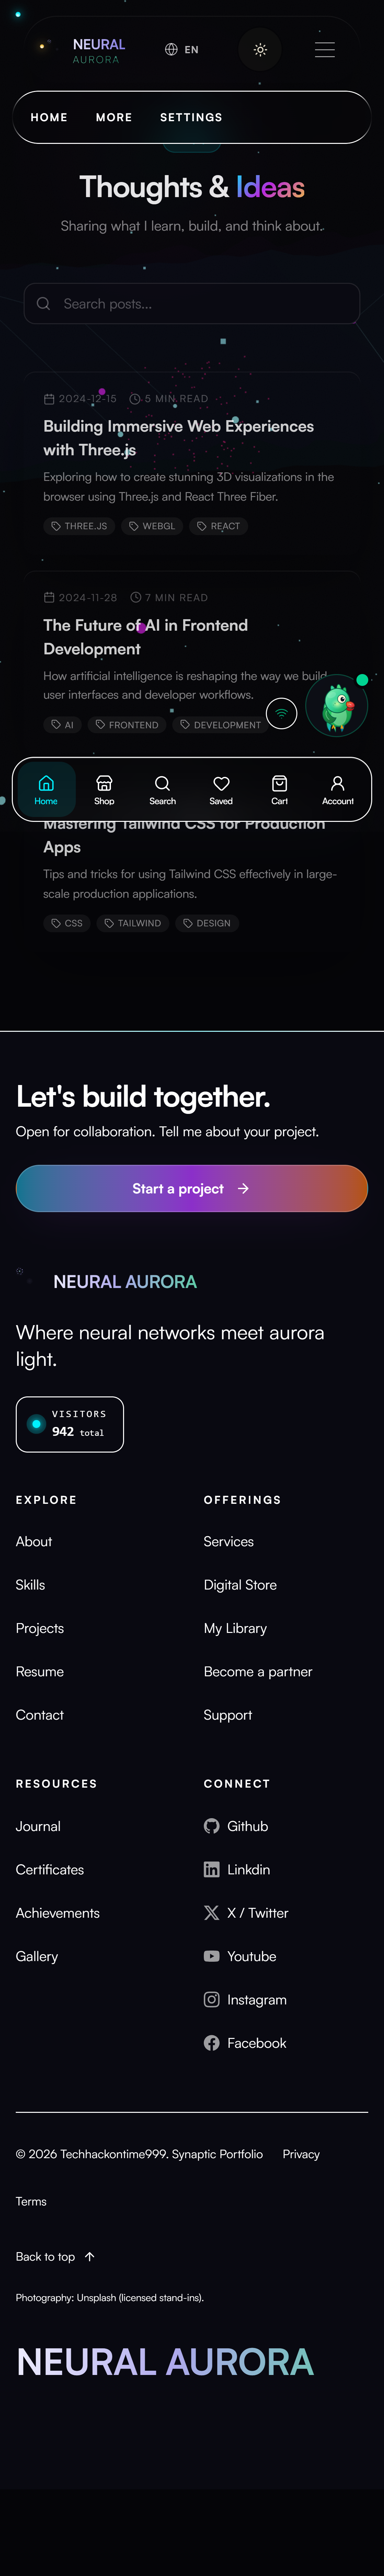 NEURAL
AURORA
EN
HOME MORE SETTINGS
Thoughts & Ideas
Sharing what I learn, build, and think about.
Search posts...
2024-12-15 5 MIN READ
Building Immersive Web Experiences
with Three.js
Exploring how to create stunning 3D visualizations in the
browser using Three.js and React Three Fiber.
THREE.JS WEBGL REACT
2024-11-28 7 MIN READ
The Future of AI in Frontend
Development
How artificial intelligence is reshaping the way we build
user interfaces and developer workflows.
AI FRONTEND DEVELOPMENT
Home Shop Search Saved Cart Account
Mastering Tailwind CSS for Production
Apps
Tips and tricks for using Tailwind CSS effectively in large-
scale production applications.
CSS TAILWIND DESIGN
Let's build together.
Open for collaboration. Tell me about your project.
Start a project
NEURAL AURORA
Where neural networks meet aurora
light.
VISITORS
942 total
EXPLORE
About
Skills
Projects
Resume
Contact
OFFERINGS
Services
Digital Store
My Library
Become a partner
Support
RESOURCES
Journal
Certificates
Achievements
Gallery
CONNECT
Github
Linkdin
X / Twitter
Youtube
Instagram
Facebook
© 2026 Techhackontime999. Synaptic Portfolio Privacy
Terms
Back to top
Photography: Unsplash (licensed stand-ins).
NEURAL AURORA